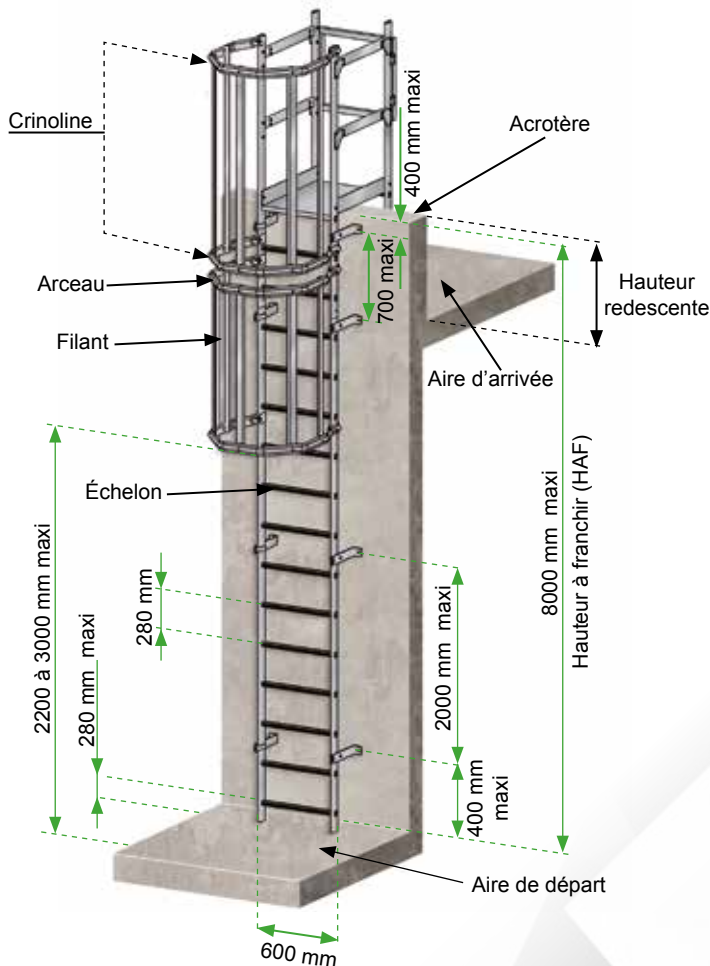 Crinoline
400 mm maxi
Acrotère
Arceau
700 maxi
Hauteur
redescente
Filant
Aire d'arrivée
Échelon
8000 mm maxi
Hauteur à franchir (HAF)
2200 à 3000 mm maxi
280 mm
280 mm maxi
2000 mm maxi
400 mm
maxi
Aire de départ
600 mm